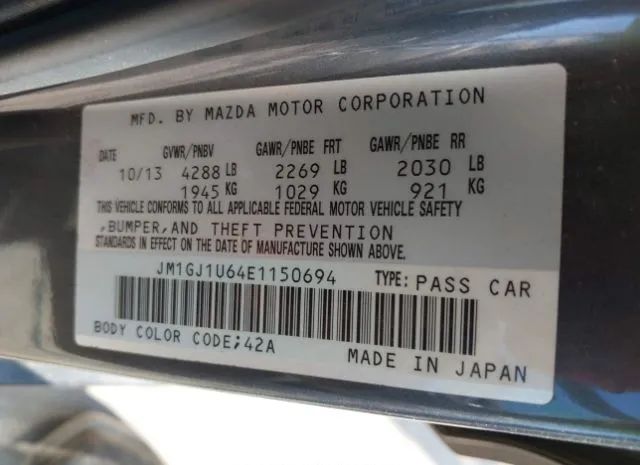 MFD. BY MAZDA MOTOR CORPORATION
DATE GVWR/PNBV GAWR/PNBE FRT GAWR/PNBE RR
10/13 4288 LB 2269 LB 2030 LB
1945 KG 1029 KG 921 KG
THIS VEHICLE CONFORMS TO ALL APPLICABLE FEDERAL MOTOR VEHICLE SAFETY
,BUMPER,AND THEFT PREVENTION
STANDARDS IN EFFECT ON THE DATE OF MANUFACTURE SHOWN ABOVE.
JM1GJ1U64E1150694 TYPE: PASS CAR
BODY COLOR CODE;42A
MADE IN JAPAN